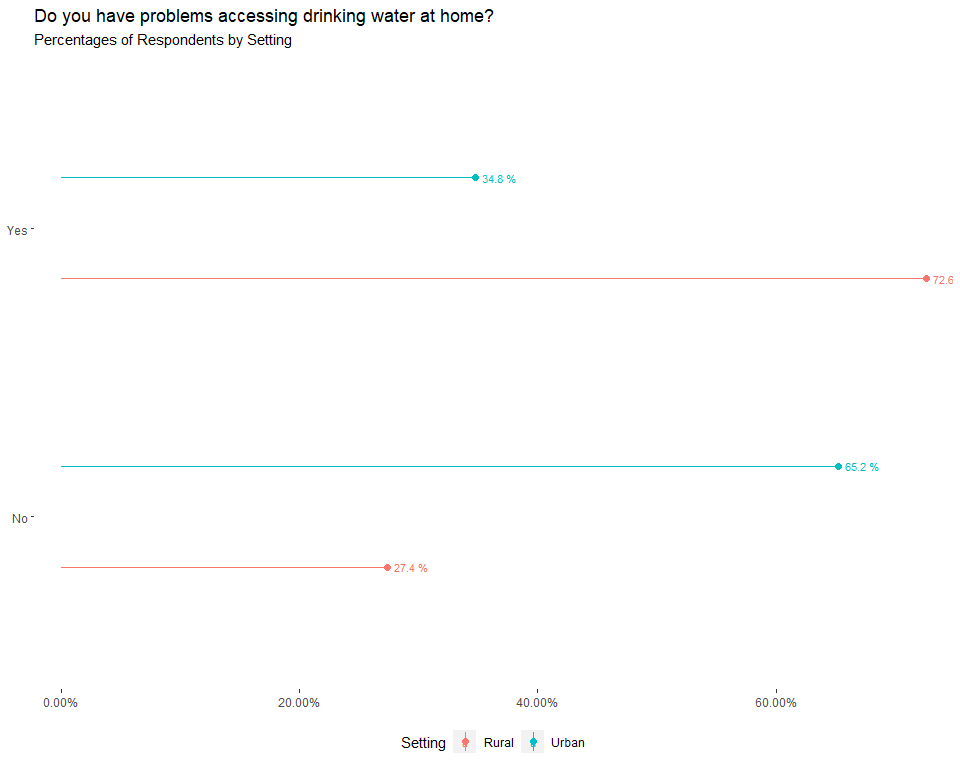 Do you have problems accessing drinking water at home?
Percentages of Respondents by Setting
34.8 %
Yes
72.6
65.2 %
No
27.4 %
0.00% 20.00% 40.00% 60.00%
Setting Rural Urban